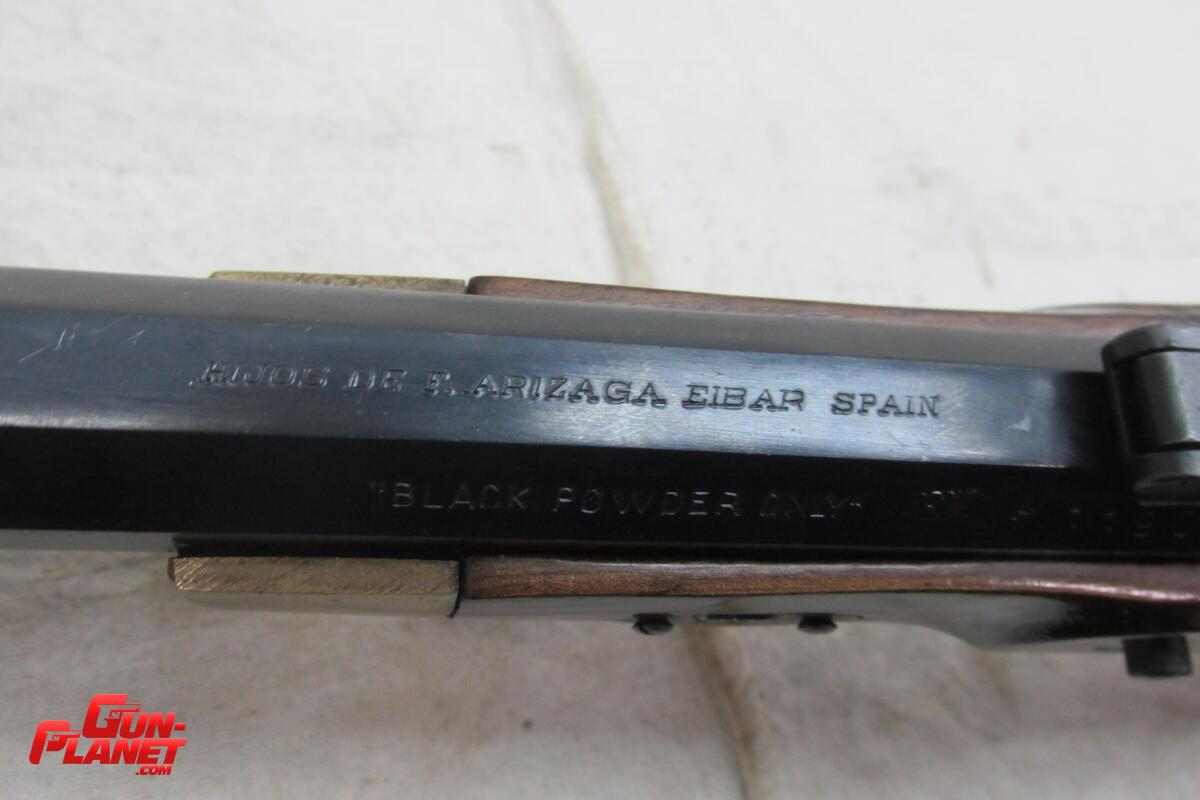 HIJOS DE F. ARIZAGA EIBAR SPAIN
"BLACK POWDER ONLY"
GUN-
PLANET
.COM